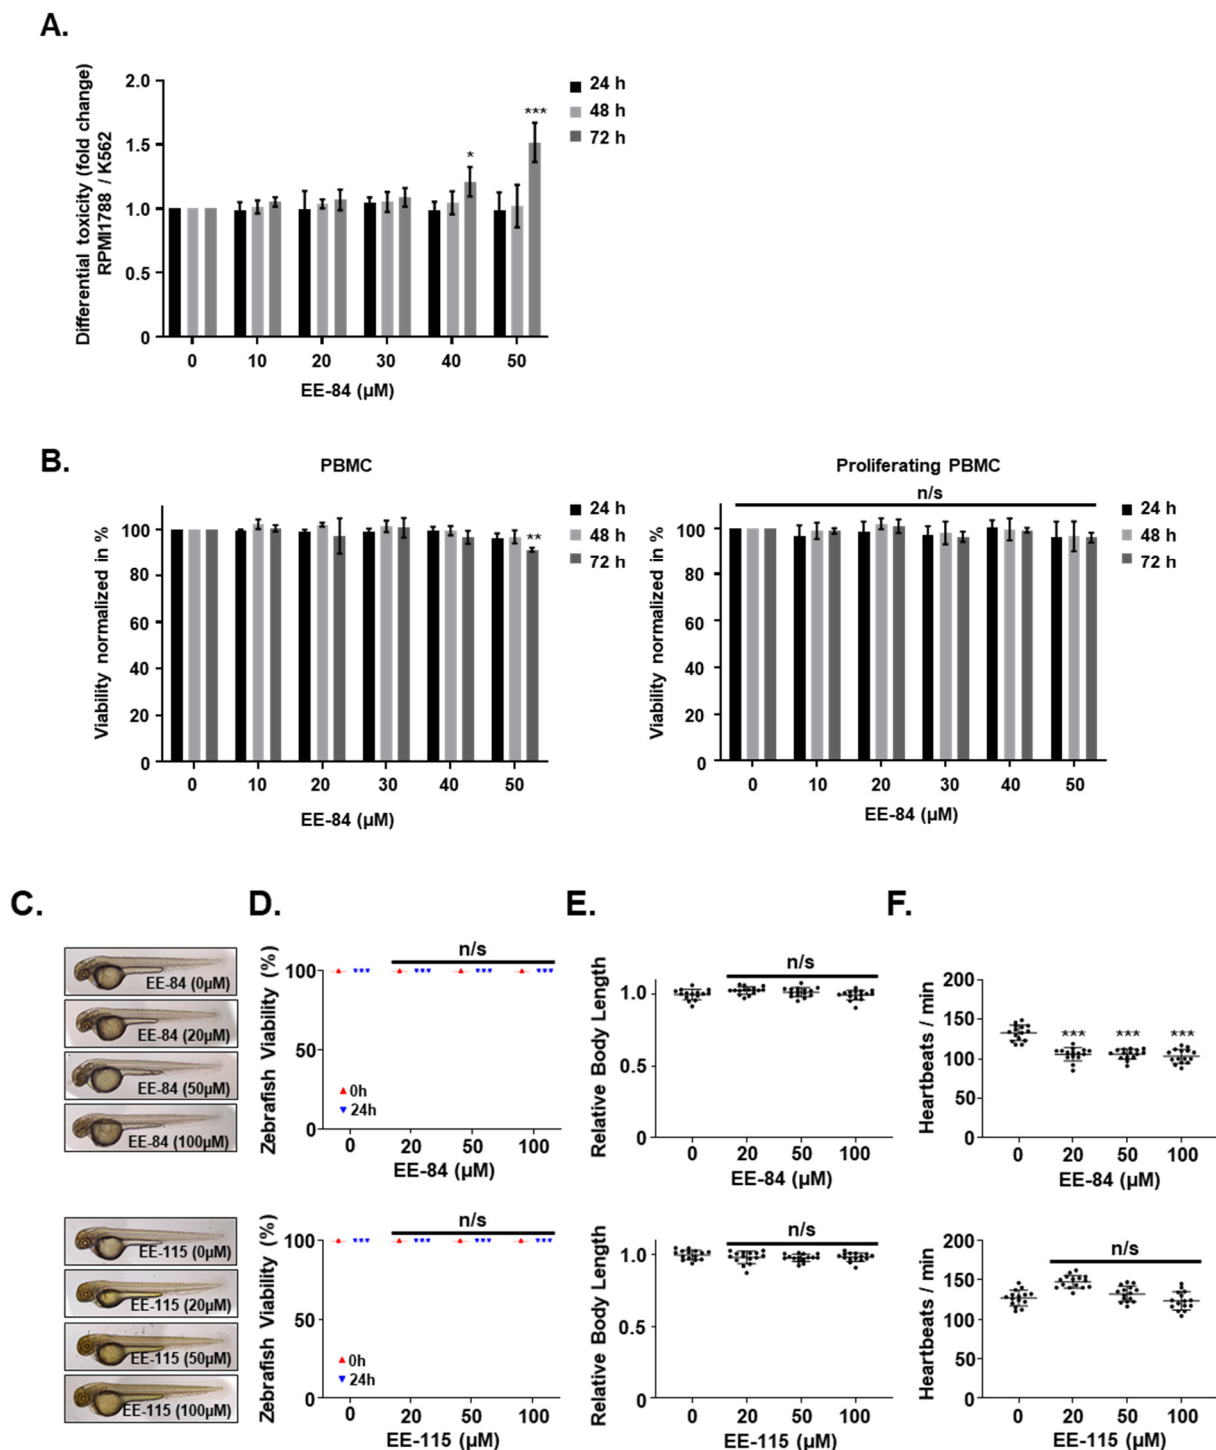 A.
Differential toxicity (fold change)
RPMI1788 / K562
2.0
1.5
1.0
0.5
0
***
*
24 h
48 h
72 h
0 10 20 30 40 50
EE-84 (µM)
B.
PBMC
Viability normalized in %
100
80
60
40
20
0
**
24 h
48 h
72 h
0 10 20 30 40 50
EE-84 (µM)
Proliferating PBMC
n/s
Viability normalized in %
100
80
60
40
20
0
24 h
48 h
72 h
0 10 20 30 40 50
EE-84 (µM)
C.
EE-84 (0µM)
EE-84 (20µM)
EE-84 (50µM)
EE-84 (100µM)
EE-115 (0µM)
EE-115 (20µM)
EE-115 (50µM)
EE-115 (100µM)
D.
Zebrafish Viability (%)
n/s
100
50
0
0h
24h
0 20 50 100
EE-84 (µM)
Zebrafish Viability (%)
n/s
100
50
0
0h
24h
0 20 50 100
EE-115 (µM)
E.
Relative Body Length
n/s
1.0
0.5
0
0 20 50 100
EE-84 (µM)
Relative Body Length
n/s
1.0
0.5
0
0 20 50 100
EE-115 (µM)
F.
Heartbeats / min
200
150
100
50
0
*** *** ***
0 20 50 100
EE-84 (µM)
Heartbeats / min
n/s
200
150
100
50
0
0 20 50 100
EE-115 (µM)